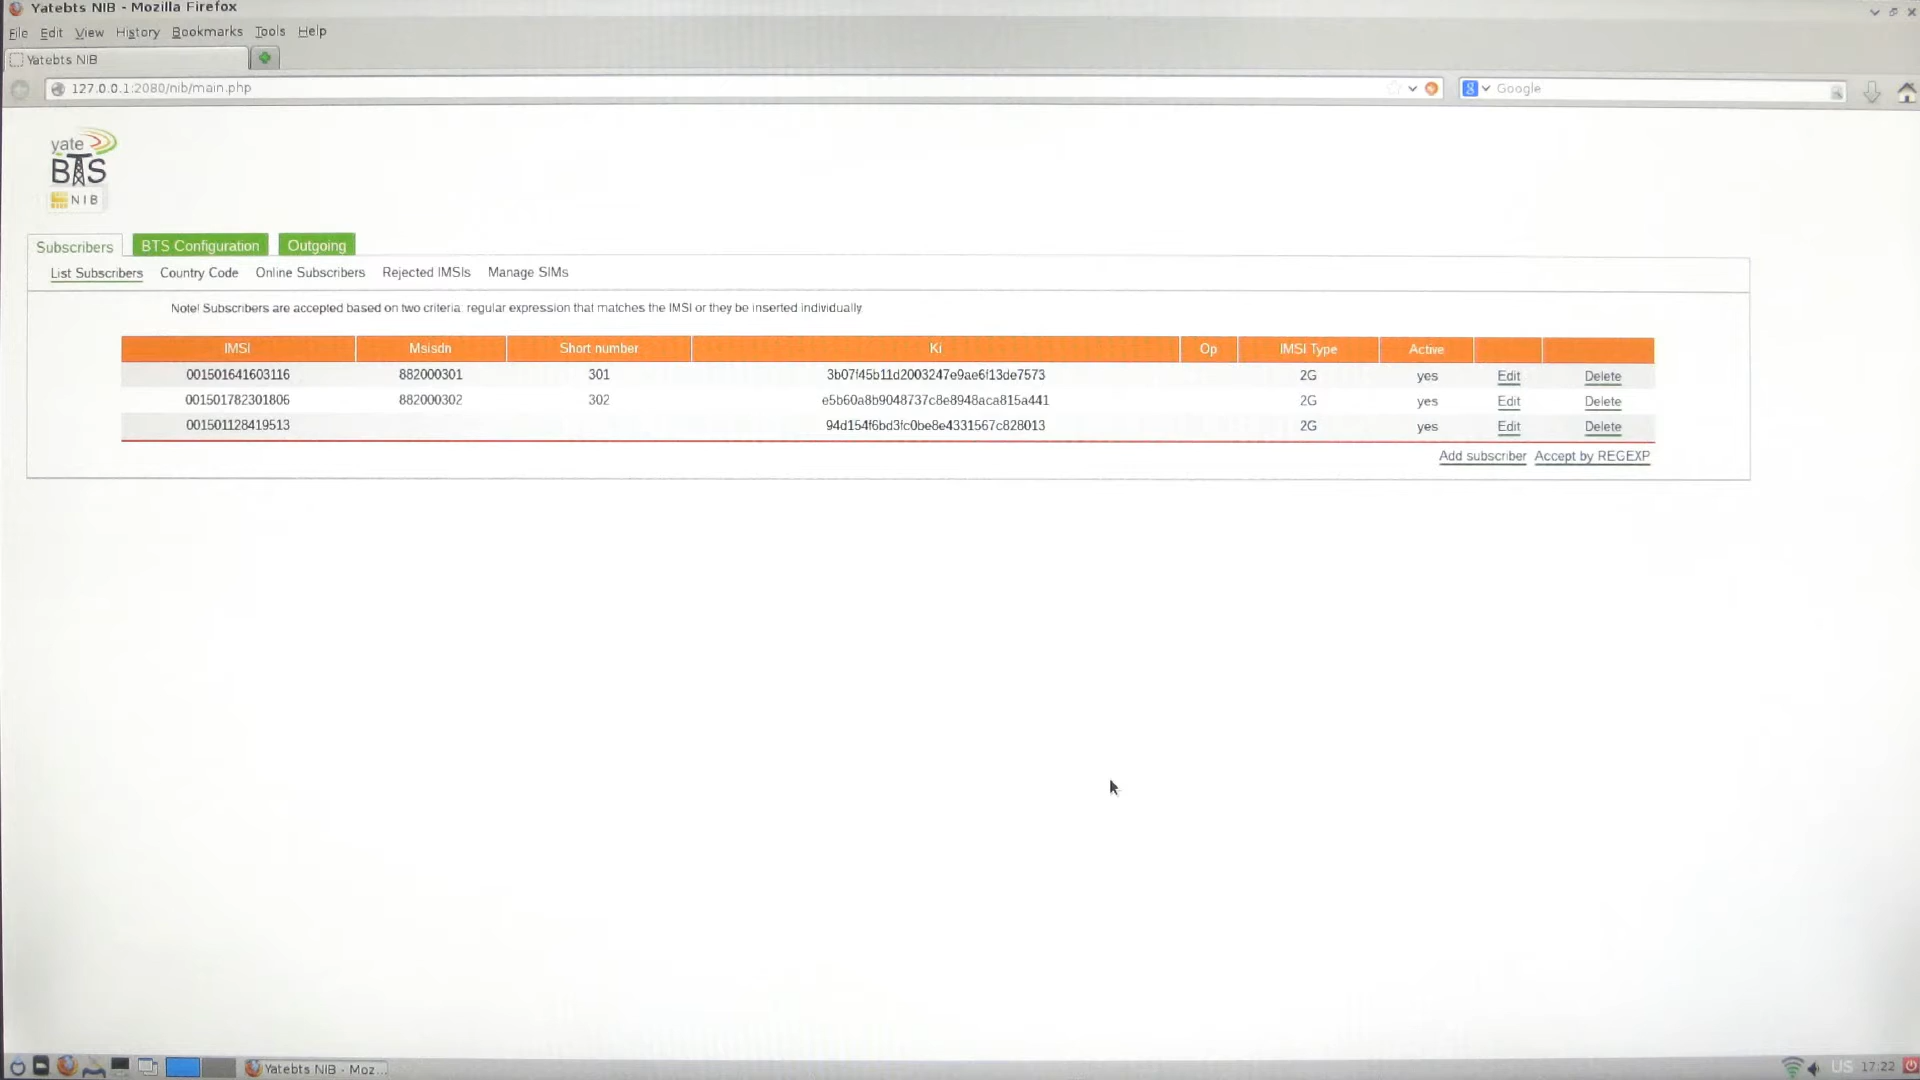 Yatebts NIB - Mozilla Firefox
File Edit View History Bookmarks Tools Help
Yatebts NIB
127.0.0.1:2080/nib/main.php
Google
yate
BTS
NIB
Subscribers BTS Configuration Outgoing
List Subscribers Country Code Online Subscribers Rejected IMSIs Manage SIMs
Note! Subscribers are accepted based on two criteria: regular expression that matches the IMSI or they be inserted individually
IMSI Msisdn Short number Ki Op IMSI Type Active
001501641603116 882000301 301 3b07f45b11d2003247e9ae6f13de7573 2G yes Edit Delete
001501782301806 882000302 302 e5b60a8b9048737c8e8948aca815a441 2G yes Edit Delete
001501128419513 94d154f6bd3fc0be8e4331567c828013 2G yes Edit Delete
Add subscriber Accept by REGEXP
Yatebts NIB - Moz...
US 17:22